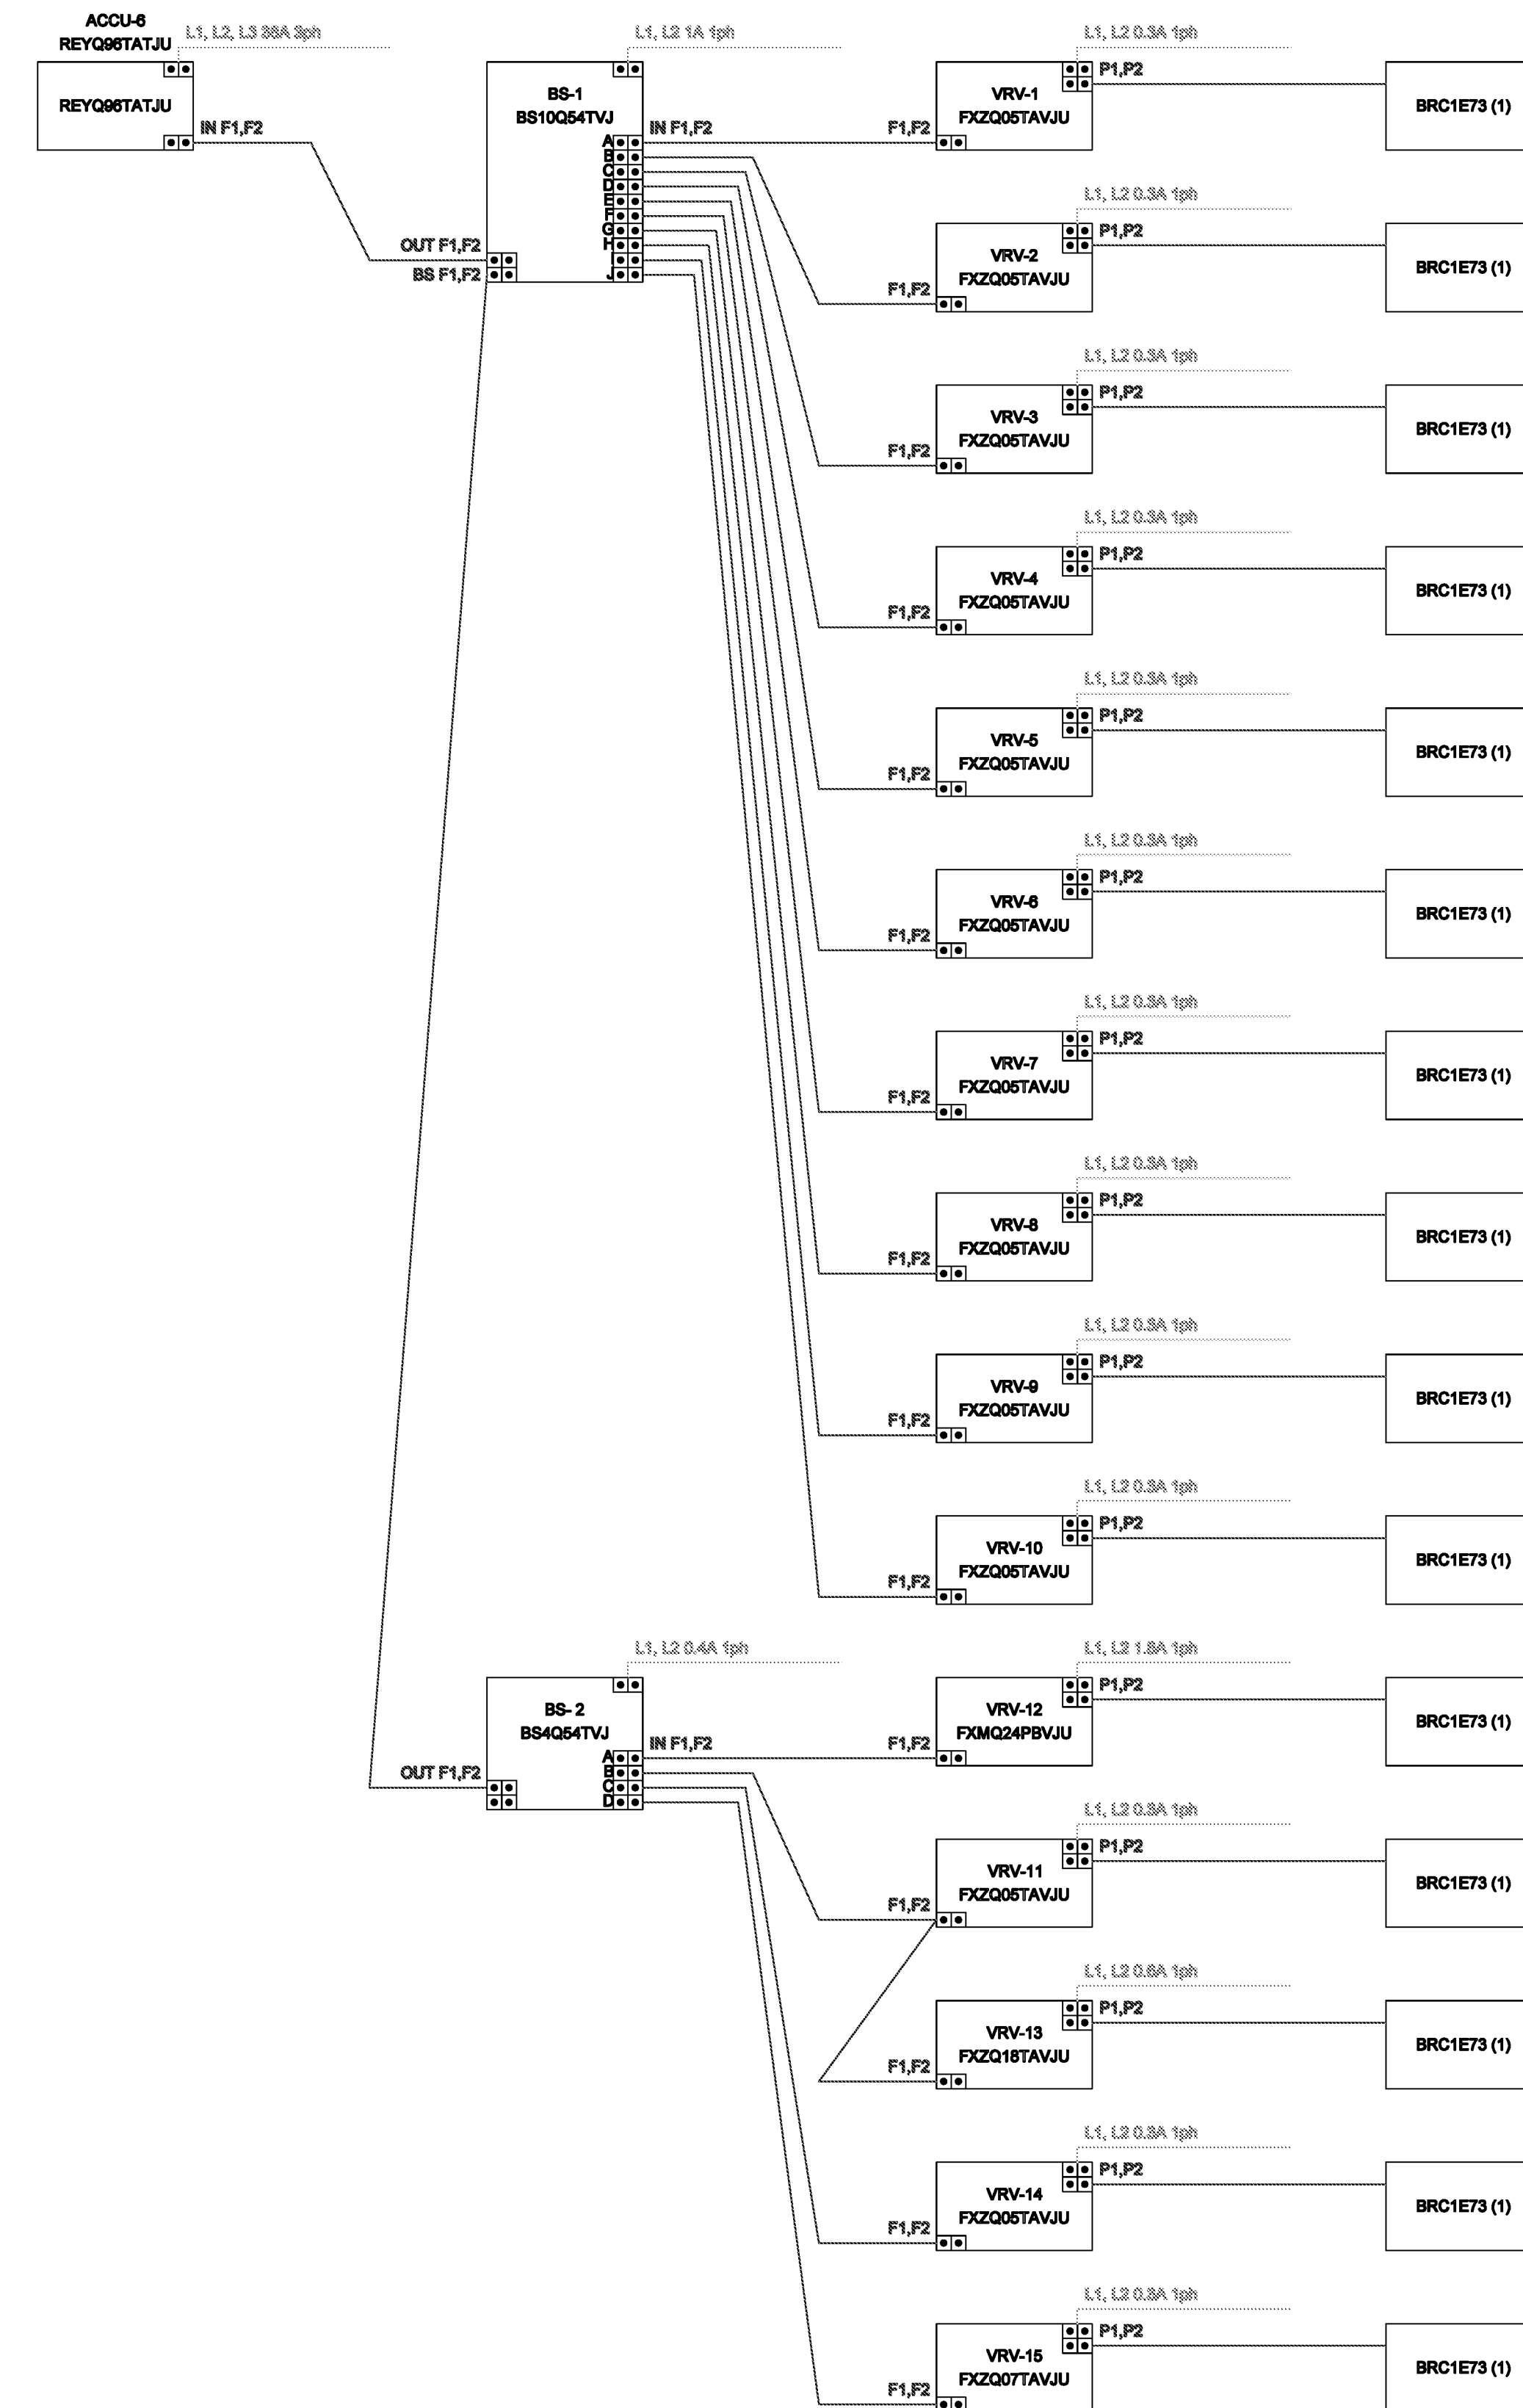 ACCU-6
REYQ96TATJU
L1, L2, L3 36A 3ph
REYQ96TATJU
IN F1,F2
L1, L2 1A 1ph
BS-1
BS10Q54TVJ
OUT F1,F2
BS F1,F2
IN F1,F2
A
B
C
D
E
F
G
H
I
J
L1, L2 0.3A 1ph
P1,P2
VRV-1
FXZQ05TAVJU
F1,F2
BRC1E73 (1)
L1, L2 0.3A 1ph
P1,P2
VRV-2
FXZQ05TAVJU
F1,F2
BRC1E73 (1)
L1, L2 0.3A 1ph
P1,P2
VRV-3
FXZQ05TAVJU
F1,F2
BRC1E73 (1)
L1, L2 0.3A 1ph
P1,P2
VRV-4
FXZQ05TAVJU
F1,F2
BRC1E73 (1)
L1, L2 0.3A 1ph
P1,P2
VRV-5
FXZQ05TAVJU
F1,F2
BRC1E73 (1)
L1, L2 0.3A 1ph
P1,P2
VRV-6
FXZQ05TAVJU
F1,F2
BRC1E73 (1)
L1, L2 0.3A 1ph
P1,P2
VRV-7
FXZQ05TAVJU
F1,F2
BRC1E73 (1)
L1, L2 0.3A 1ph
P1,P2
VRV-8
FXZQ05TAVJU
F1,F2
BRC1E73 (1)
L1, L2 0.3A 1ph
P1,P2
VRV-9
FXZQ05TAVJU
F1,F2
BRC1E73 (1)
L1, L2 0.3A 1ph
P1,P2
VRV-10
FXZQ05TAVJU
F1,F2
BRC1E73 (1)
L1, L2 0.4A 1ph
BS- 2
BS4Q54TVJ
OUT F1,F2
IN F1,F2
A
B
C
D
L1, L2 1.8A 1ph
P1,P2
VRV-12
FXMQ24PBVJU
F1,F2
BRC1E73 (1)
L1, L2 0.3A 1ph
P1,P2
VRV-11
FXZQ05TAVJU
F1,F2
BRC1E73 (1)
L1, L2 0.6A 1ph
P1,P2
VRV-13
FXZQ18TAVJU
F1,F2
BRC1E73 (1)
L1, L2 0.3A 1ph
P1,P2
VRV-14
FXZQ05TAVJU
F1,F2
BRC1E73 (1)
L1, L2 0.3A 1ph
P1,P2
VRV-15
FXZQ07TAVJU
F1,F2
BRC1E73 (1)